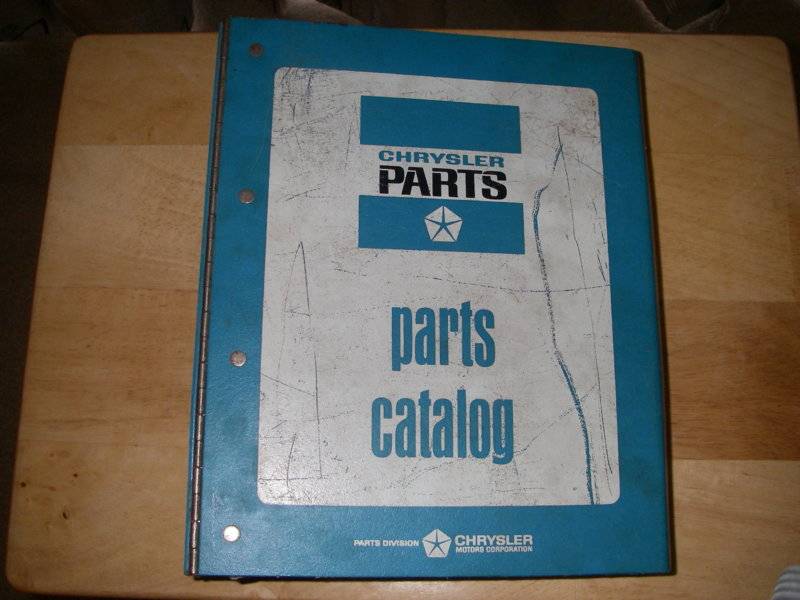 CHRYSLER
PARTS
parts
catalog
PARTS DIVISION CHRYSLER
MOTORS CORPORATION